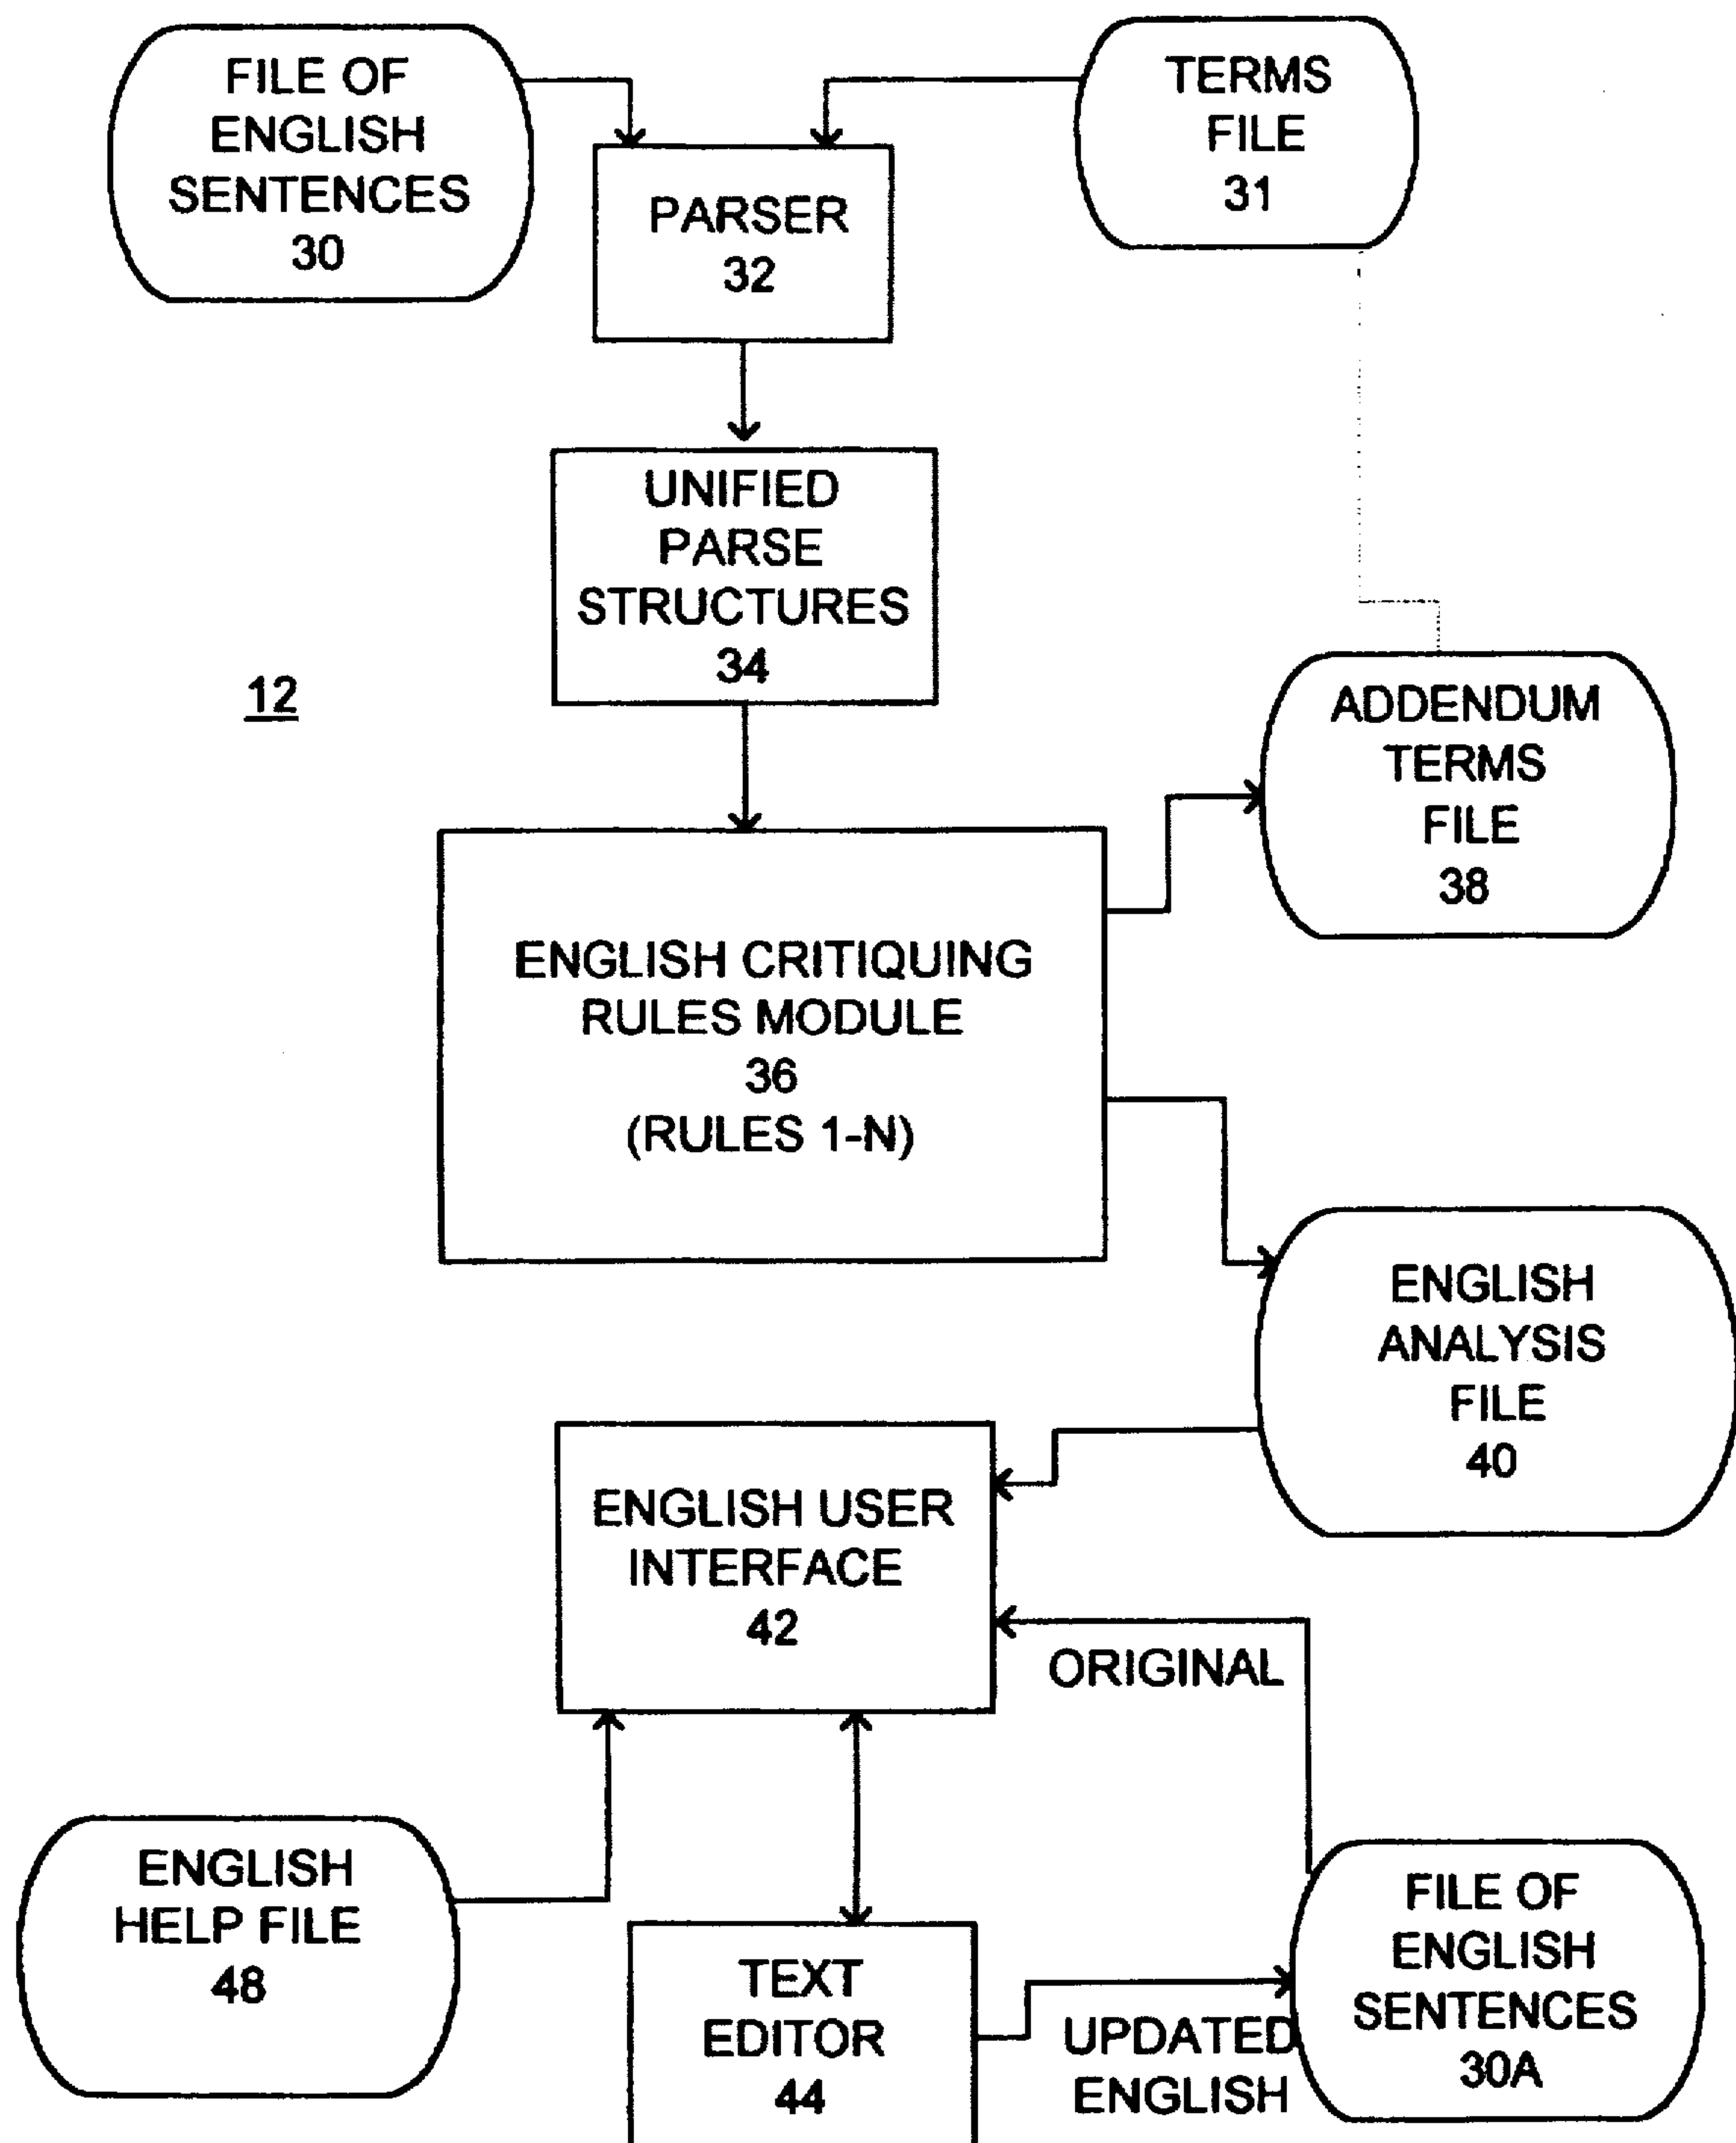 FILE OF
ENGLISH
SENTENCES
30
TERMS
FILE
31
PARSER
32
UNIFIED
PARSE
STRUCTURES
34
12
ADDENDUM
TERMS
FILE
38
ENGLISH CRITIQUING
RULES MODULE
36
(RULES 1-N)
ENGLISH
ANALYSIS
FILE
40
ENGLISH USER
INTERFACE
42
ORIGINAL
ENGLISH
HELP FILE
48
TEXT
EDITOR
44
UPDATED
ENGLISH
FILE OF
ENGLISH
SENTENCES
30A